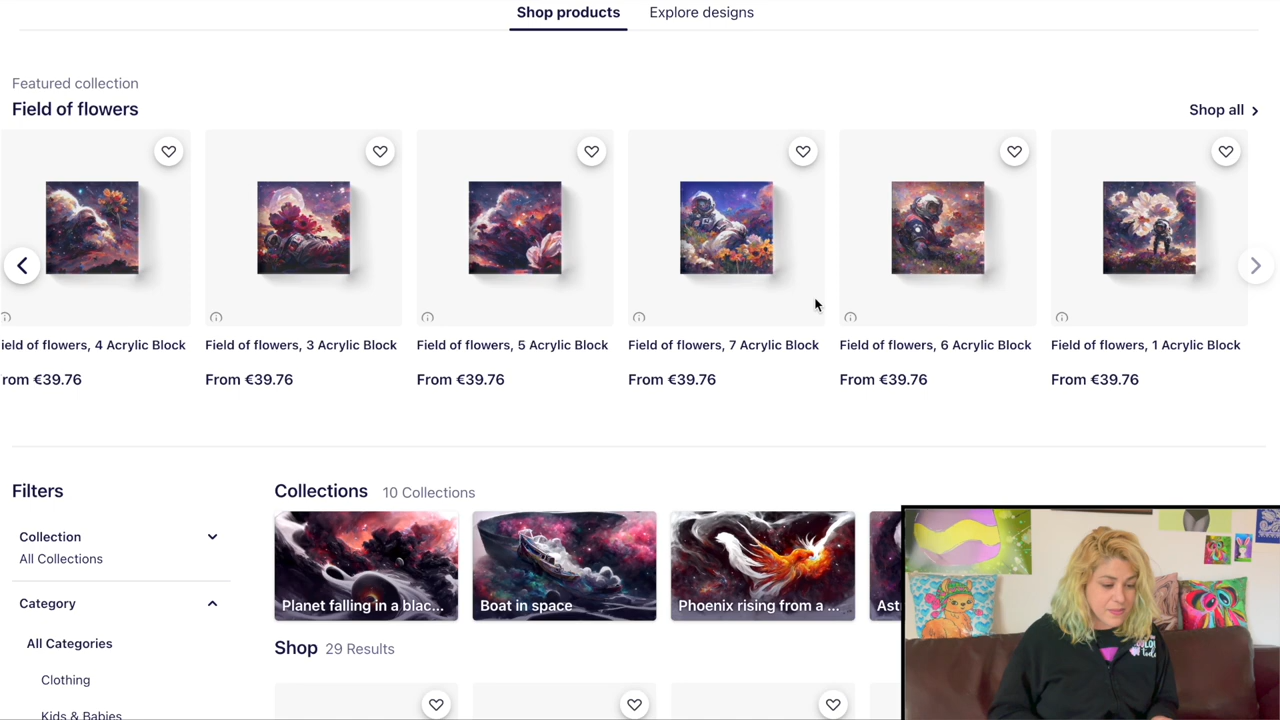 Shop products
Explore designs
Featured collection
Field of flowers
Shop all
ield of flowers, 4 Acrylic Block
rom €39.76
Field of flowers, 3 Acrylic Block
From €39.76
Field of flowers, 5 Acrylic Block
From €39.76
Field of flowers, 7 Acrylic Block
From €39.76
Field of flowers, 6 Acrylic Block
From €39.76
Field of flowers, 1 Acrylic Block
From €39.76
Filters
Collection
All Collections
Category
All Categories
Clothing
Kids & Babies
Collections
10 Collections
Planet falling in a blac...
Boat in space
Phoenix rising from a ...
Ast
Shop
29 Results